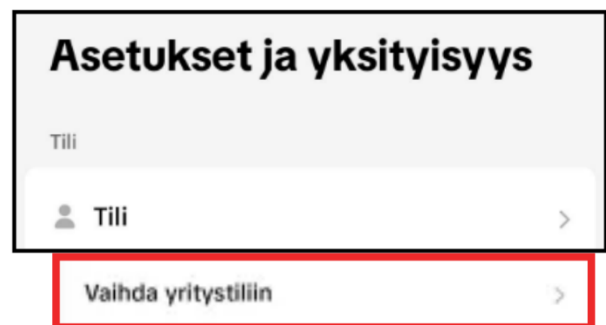 Asetukset ja yksityisyys
Tili
Tili
Vaihda yritystiliin